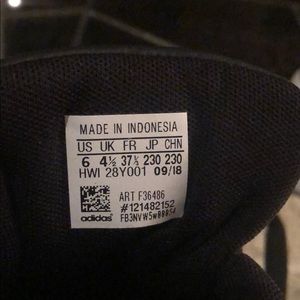 MADE IN INDONESIA
US UK FR JP CHN
6 4½ 37⅓ 230 230
HWI 28Y001 09/18
ART F36486
#121482152
adidas